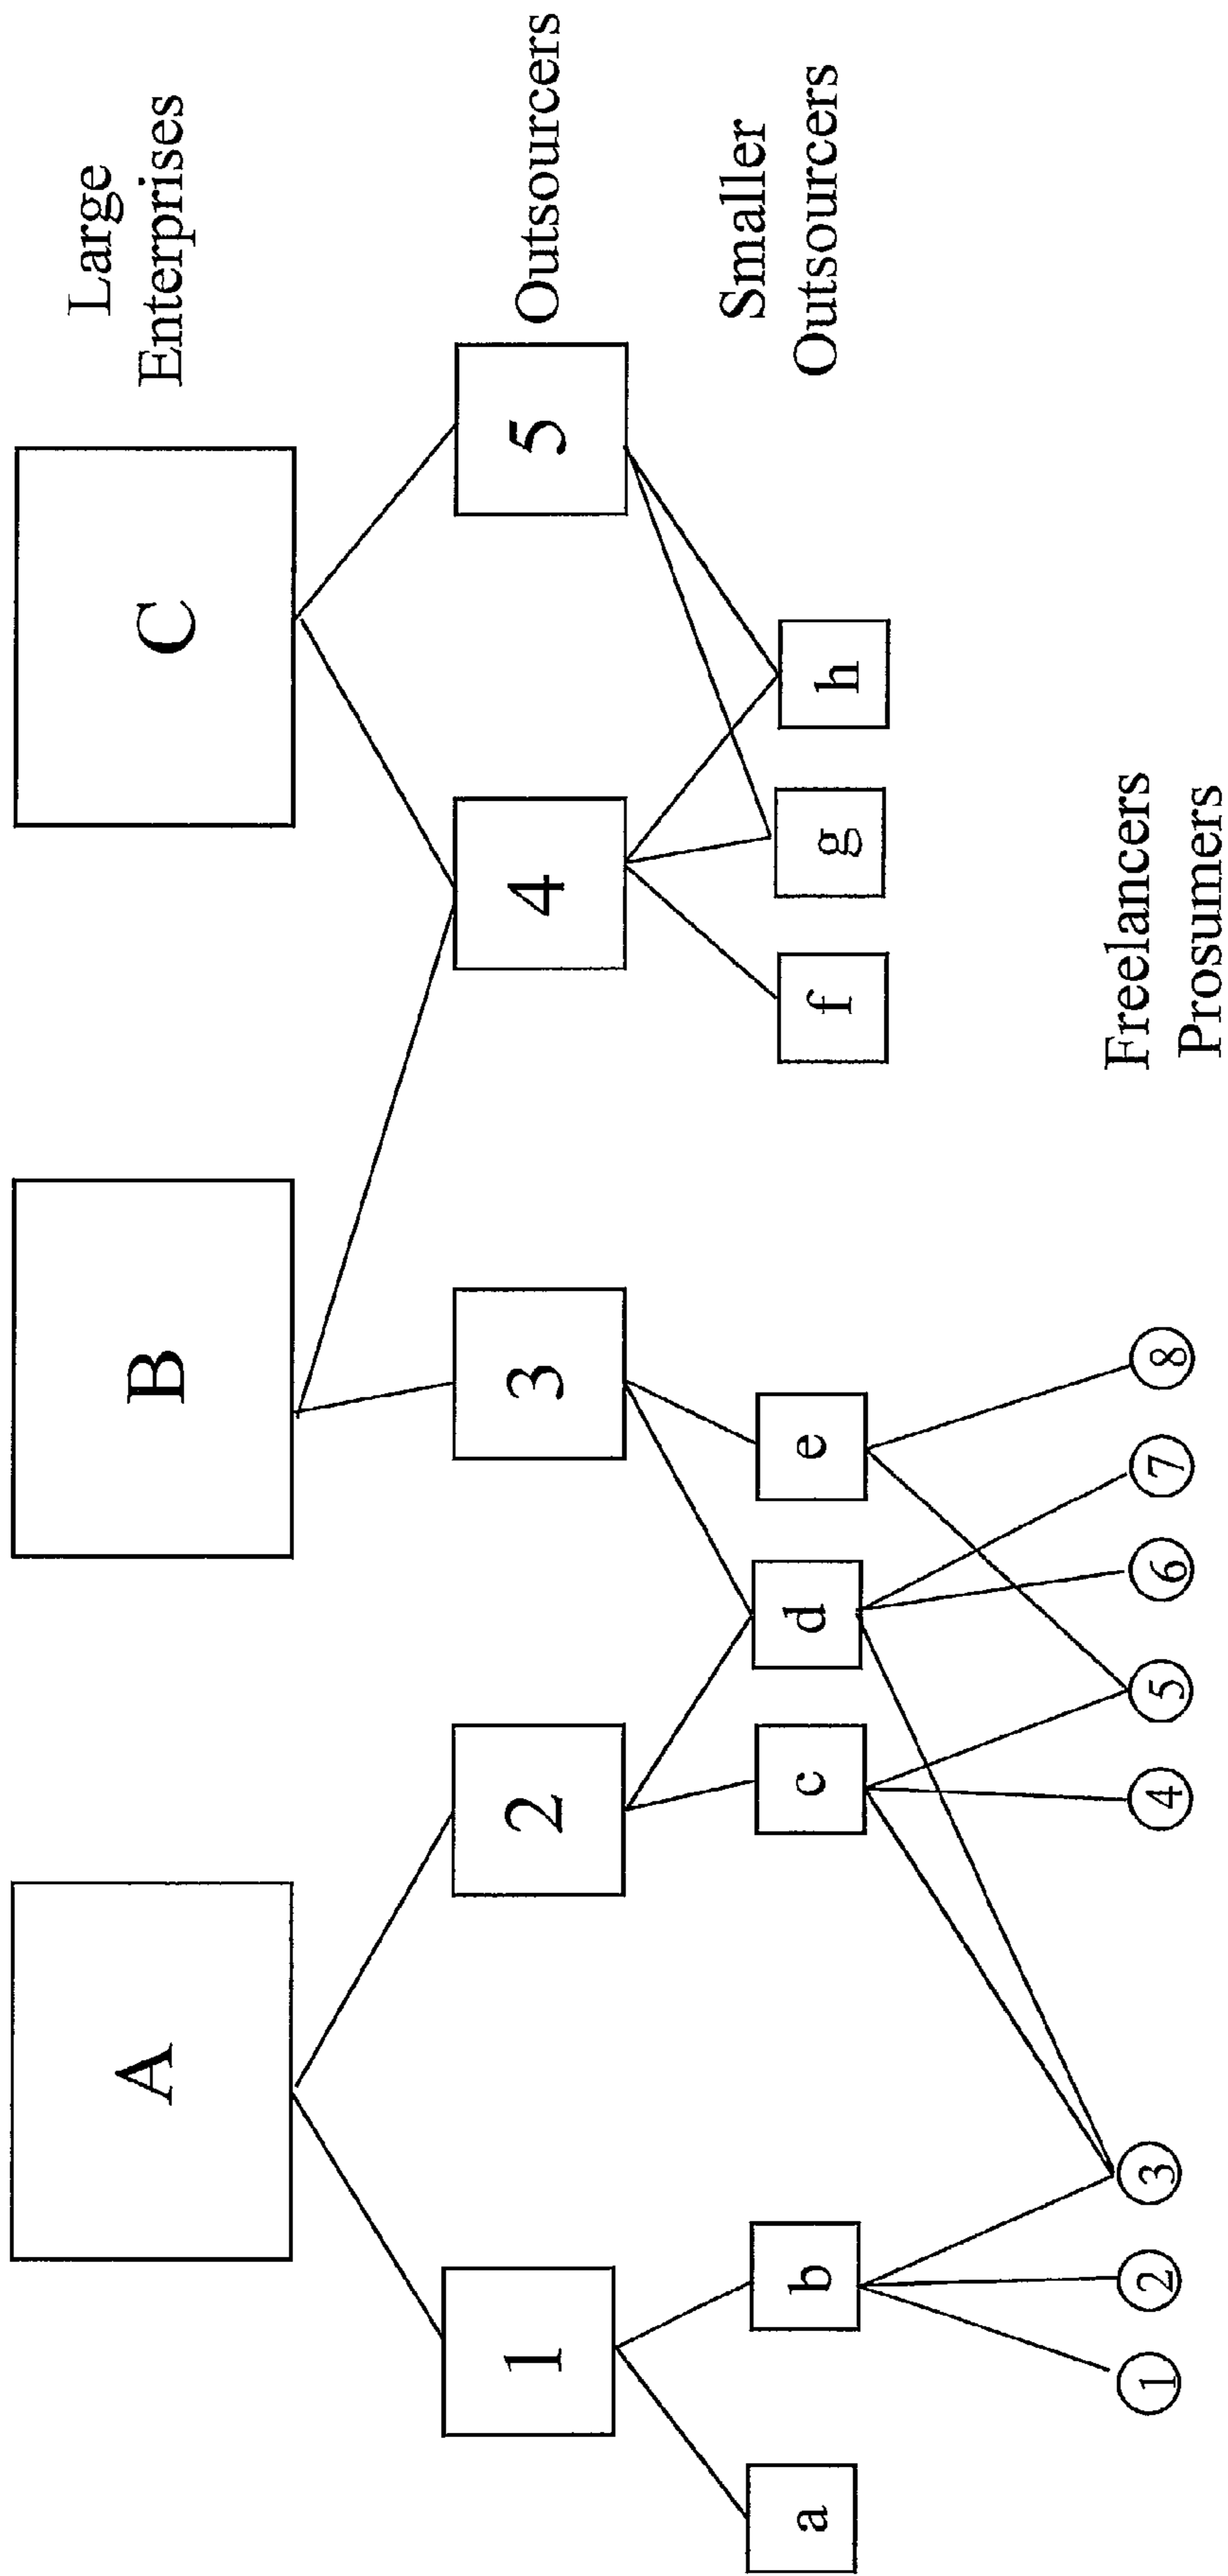 A
B
C
Large
Enterprises
1
2
3
4
5
Outsourcers
a
b
c
d
e
f
g
h
Smaller
Outsourcers
1
2
3
4
5
6
7
8
Freelancers
Prosumers